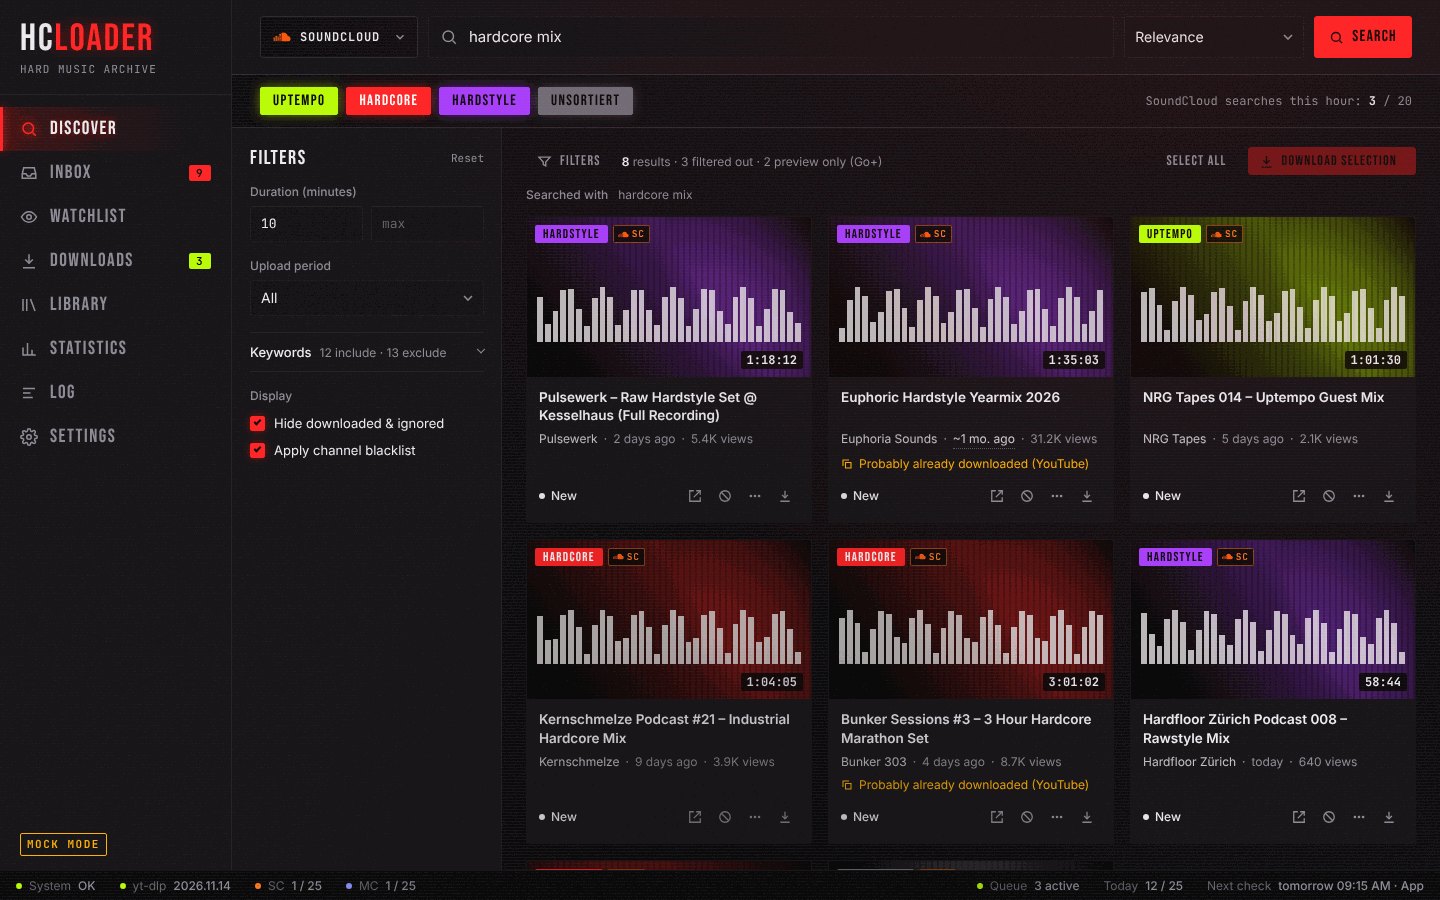 HCLOADER
HARD MUSIC ARCHIVE
DISCOVER
INBOX 9
WATCHLIST
DOWNLOADS 3
LIBRARY
STATISTICS
LOG
SETTINGS
MOCK MODE
SOUNDCLOUD
hardcore mix
Relevance
SEARCH
UPTEMPO HARDCORE HARDSTYLE UNSORTIERT
SoundCloud searches this hour: 3 / 20
FILTERS Reset
Duration (minutes)
10 max
Upload period
All
Keywords 12 include · 13 exclude
Display
Hide downloaded & ignored
Apply channel blacklist
FILTERS 8 results · 3 filtered out · 2 preview only (Go+)
SELECT ALL DOWNLOAD SELECTION
Searched with hardcore mix
HARDSTYLE SC
1:18:12
Pulsewerk – Raw Hardstyle Set @
Kesselhaus (Full Recording)
Pulsewerk · 2 days ago · 5.4K views
New
HARDSTYLE SC
1:35:03
Euphoric Hardstyle Yearmix 2026
Euphoria Sounds · ~1 mo. ago · 31.2K views
Probably already downloaded (YouTube)
New
UPTEMPO SC
1:01:30
NRG Tapes 014 – Uptempo Guest Mix
NRG Tapes · 5 days ago · 2.1K views
New
HARDCORE SC
1:04:05
Kernschmelze Podcast #21 – Industrial
Hardcore Mix
Kernschmelze · 9 days ago · 3.9K views
New
HARDCORE SC
3:01:02
Bunker Sessions #3 – 3 Hour Hardcore
Marathon Set
Bunker 303 · 4 days ago · 8.7K views
Probably already downloaded (YouTube)
New
HARDSTYLE SC
58:44
Hardfloor Zürich Podcast 008 –
Rawstyle Mix
Hardfloor Zürich · today · 640 views
New
System OK yt-dlp 2026.11.14 SC 1 / 25 MC 1 / 25
Queue 3 active Today 12 / 25 Next check tomorrow 09:15 AM · App